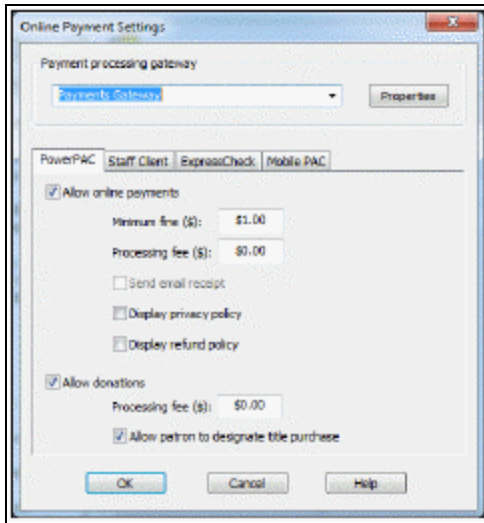 Online Payment Settings
Payment processing gateway
Payments Gateway
Properties
PowerPAC Staff Client ExpressCheck Mobile PAC
Allow online payments
Minimum fine ($): $1.00
Processing fee ($): $0.00
Send email receipt
Display privacy policy
Display refund policy
Allow donations
Processing fee ($): $0.00
Allow patron to designate title purchase
OK Cancel Help